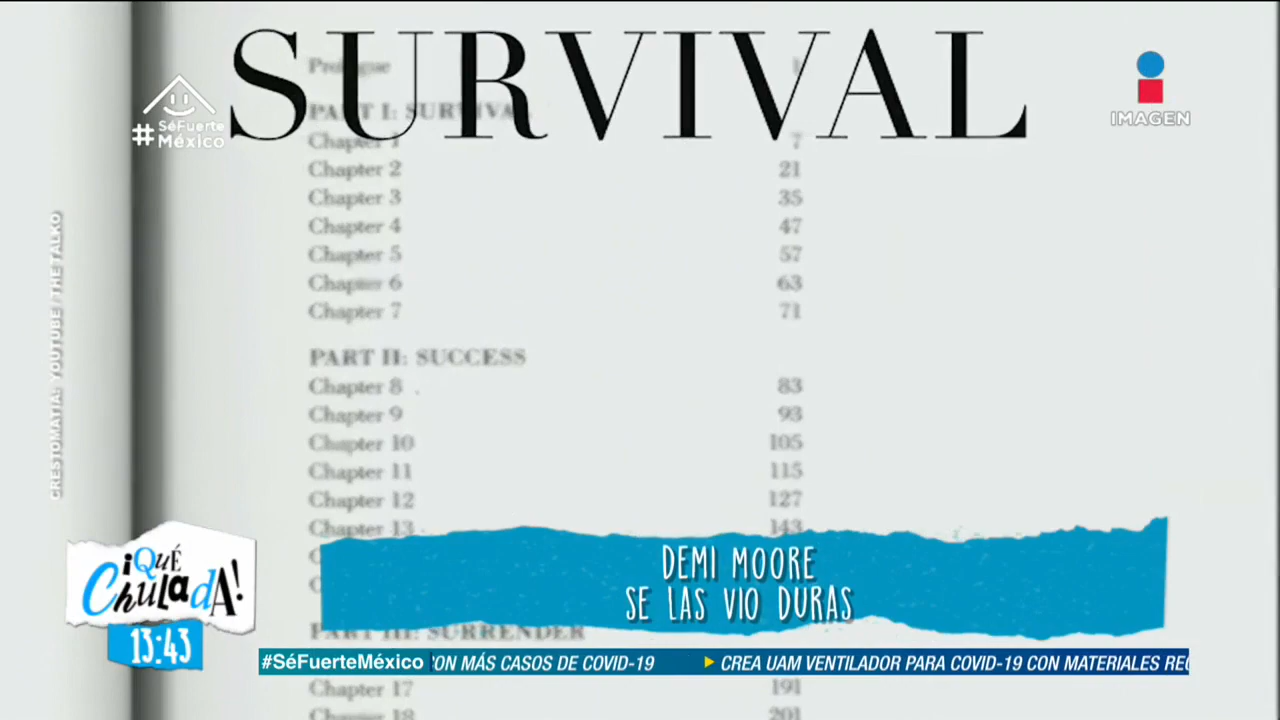 SURVIVAL
Prologue
PART I: SURVIVAL
Chapter 1 7
Chapter 2 21
Chapter 3 35
Chapter 4 47
Chapter 5 57
Chapter 6 63
Chapter 7 71
PART II: SUCCESS
Chapter 8 83
Chapter 9 93
Chapter 10 105
Chapter 11 115
Chapter 12 127
Chapter 13 143
PART III: SURRENDER
Chapter 17 191
Chapter 18 201
#SéFuerte
México
IMAGEN
CRESTOMATÍA: YOUTUBE / THE TALKO
¡QUÉ
ChuladA!
13:43
DEMI MOORE
SE LAS VIO DURAS
#SéFuerteMéxico CON MÁS CASOS DE COVID-19 CREA UAM VENTILADOR PARA COVID-19 CON MATERIALES